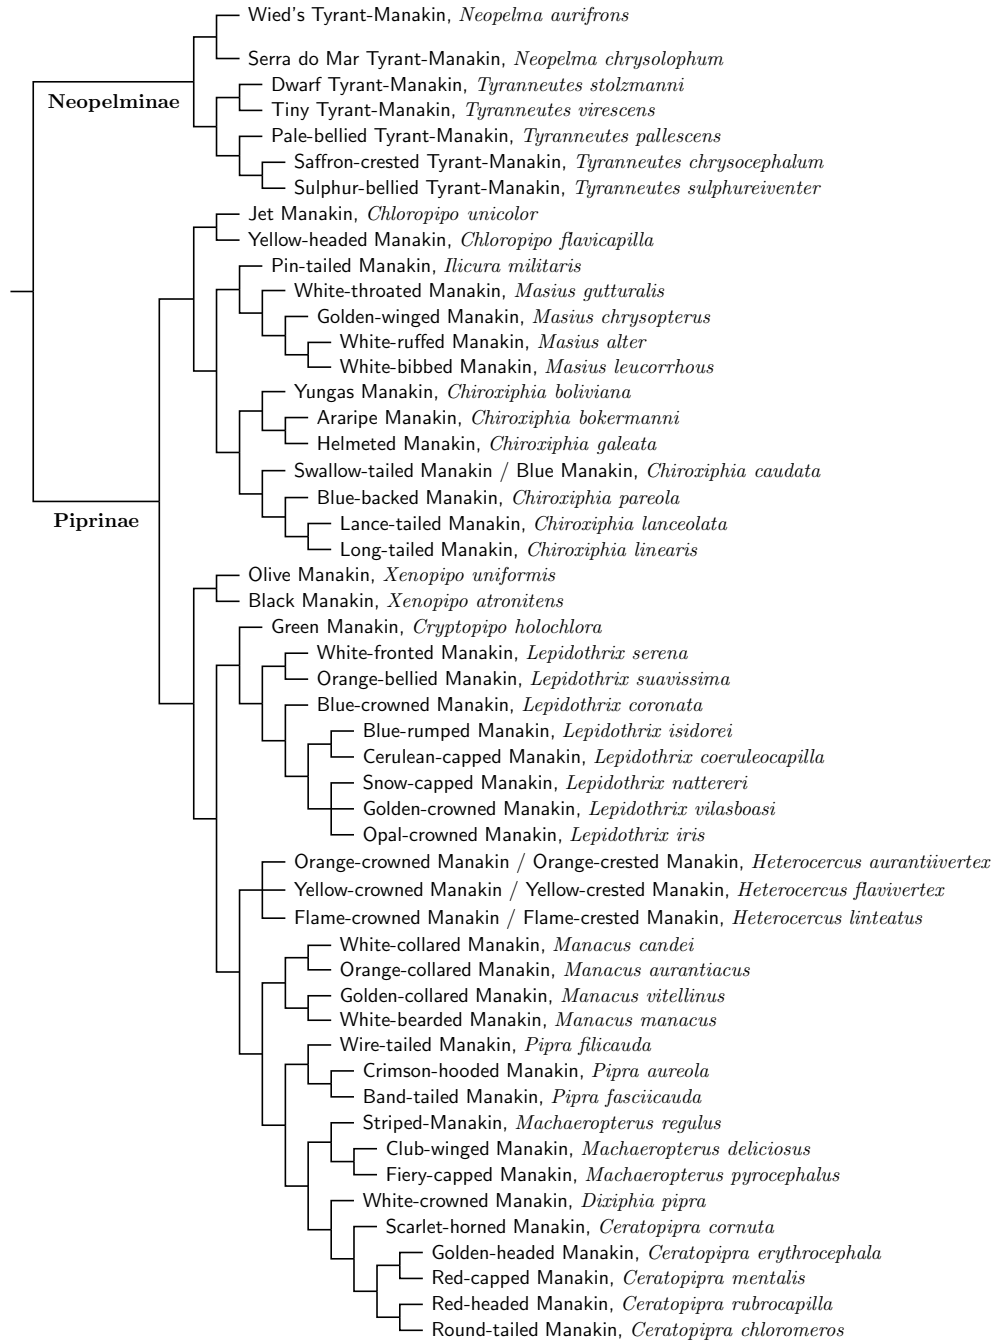 Wied's Tyrant-Manakin, Neopelma aurifrons
Serra do Mar Tyrant-Manakin, Neopelma chrysolophum
Dwarf Tyrant-Manakin, Tyranneutes stolzmanni
Neopelminae
Tiny Tyrant-Manakin, Tyranneutes virescens
Pale-bellied Tyrant-Manakin, Tyranneutes pallescens
Saffron-crested Tyrant-Manakin, Tyranneutes chrysocephalum
Sulphur-bellied Tyrant-Manakin, Tyranneutes sulphureiventer
Jet Manakin, Chloropipo unicolor
Yellow-headed Manakin, Chloropipo flavicapilla
Pin-tailed Manakin, Ilicura militaris
White-throated Manakin, Masius gutturalis
Golden-winged Manakin, Masius chrysopterus
White-ruffed Manakin, Masius alter
White-bibbed Manakin, Masius leucorrhous
Yungas Manakin, Chiroxiphia boliviana
Araripe Manakin, Chiroxiphia bokermanni
Helmeted Manakin, Chiroxiphia galeata
Swallow-tailed Manakin / Blue Manakin, Chiroxiphia caudata
Blue-backed Manakin, Chiroxiphia pareola
Piprinae
Lance-tailed Manakin, Chiroxiphia lanceolata
Long-tailed Manakin, Chiroxiphia linearis
Olive Manakin, Xenopipo uniformis
Black Manakin, Xenopipo atronitens
Green Manakin, Cryptopipo holochlora
White-fronted Manakin, Lepidothrix serena
Orange-bellied Manakin, Lepidothrix suavissima
Blue-crowned Manakin, Lepidothrix coronata
Blue-rumped Manakin, Lepidothrix isidorei
Cerulean-capped Manakin, Lepidothrix coeruleocapilla
Snow-capped Manakin, Lepidothrix nattereri
Golden-crowned Manakin, Lepidothrix vilasboasi
Opal-crowned Manakin, Lepidothrix iris
Orange-crowned Manakin / Orange-crested Manakin, Heterocercus aurantiivertex
Yellow-crowned Manakin / Yellow-crested Manakin, Heterocercus flavivertex
Flame-crowned Manakin / Flame-crested Manakin, Heterocercus linteatus
White-collared Manakin, Manacus candei
Orange-collared Manakin, Manacus aurantiacus
Golden-collared Manakin, Manacus vitellinus
White-bearded Manakin, Manacus manacus
Wire-tailed Manakin, Pipra filicauda
Crimson-hooded Manakin, Pipra aureola
Band-tailed Manakin, Pipra fasciicauda
Striped-Manakin, Machaeropterus regulus
Club-winged Manakin, Machaeropterus deliciosus
Fiery-capped Manakin, Machaeropterus pyrocephalus
White-crowned Manakin, Dixiphia pipra
Scarlet-horned Manakin, Ceratopipra cornuta
Golden-headed Manakin, Ceratopipra erythrocephala
Red-capped Manakin, Ceratopipra mentalis
Red-headed Manakin, Ceratopipra rubrocapilla
Round-tailed Manakin, Ceratopipra chloromeros